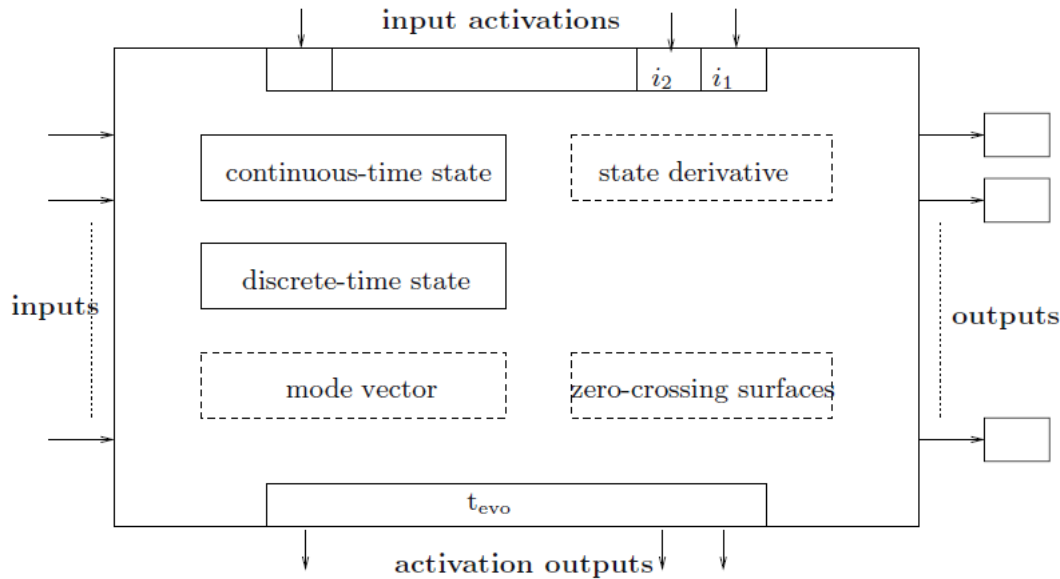 input activations
i₂ i₁
continuous-time state state derivative
discrete-time state
inputs
outputs
mode vector zero-crossing surfaces
tₑᵥₒ
activation outputs